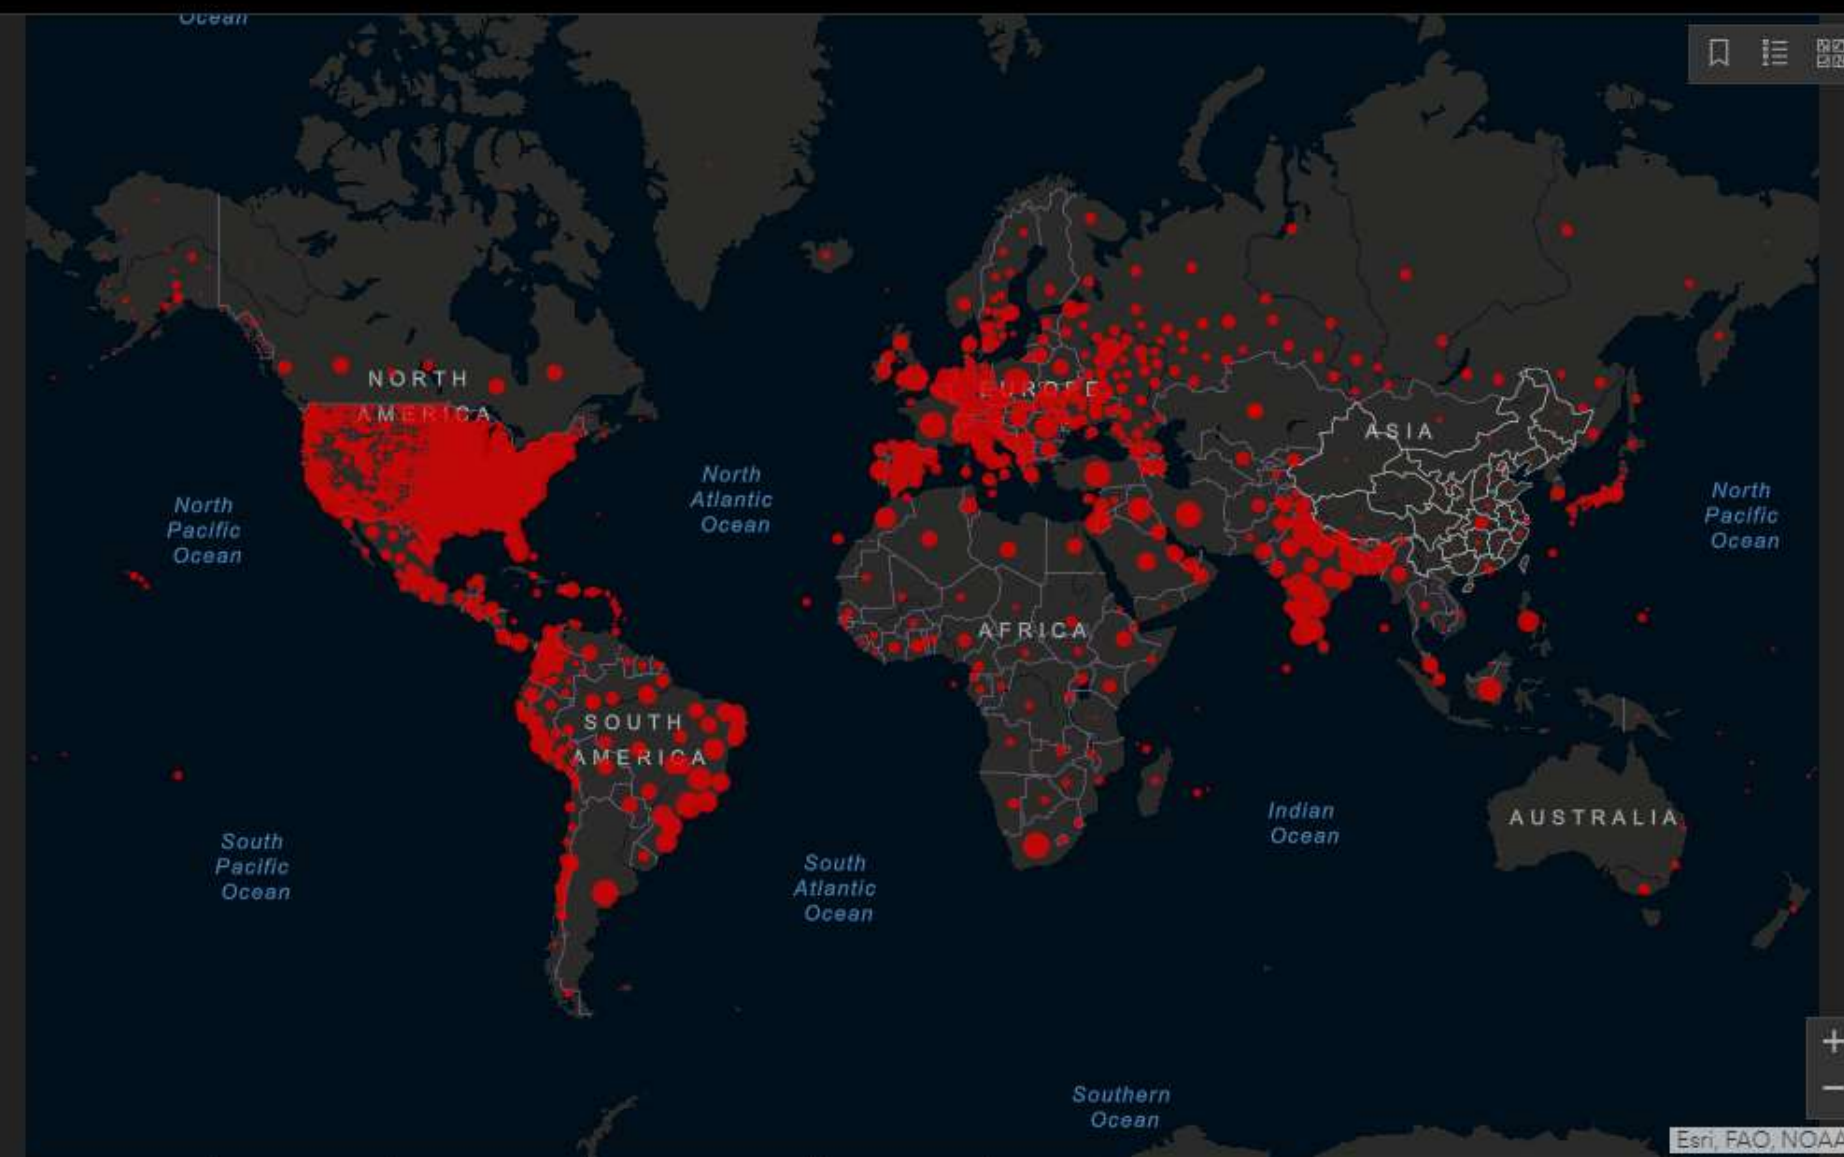 Ocean
NORTH
AMERICA
EUROPE
ASIA
North
Pacific
Ocean
North
Atlantic
Ocean
North
Pacific
Ocean
AFRICA
SOUTH
AMERICA
AUSTRALIA
Indian
Ocean
South
Pacific
Ocean
South
Atlantic
Ocean
Southern
Ocean
Esri, FAO, NOAA